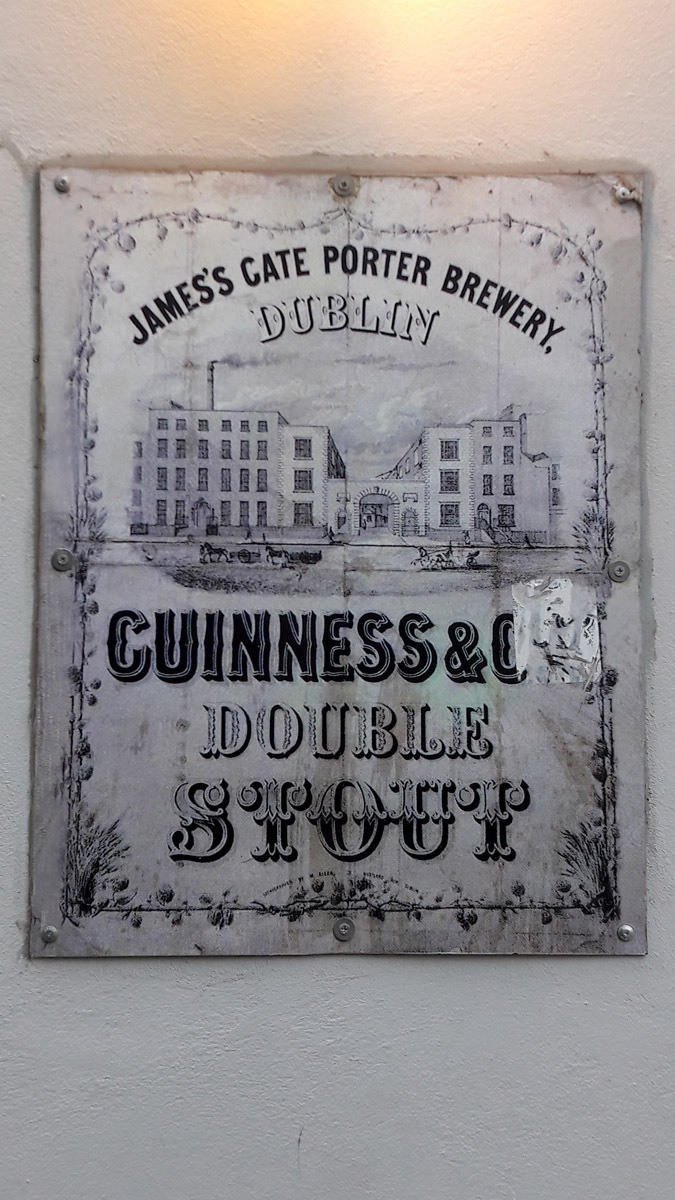 JAMES'S GATE PORTER BREWERY,
DUBLIN
GUINNESS & C
DOUBLE
STOUT